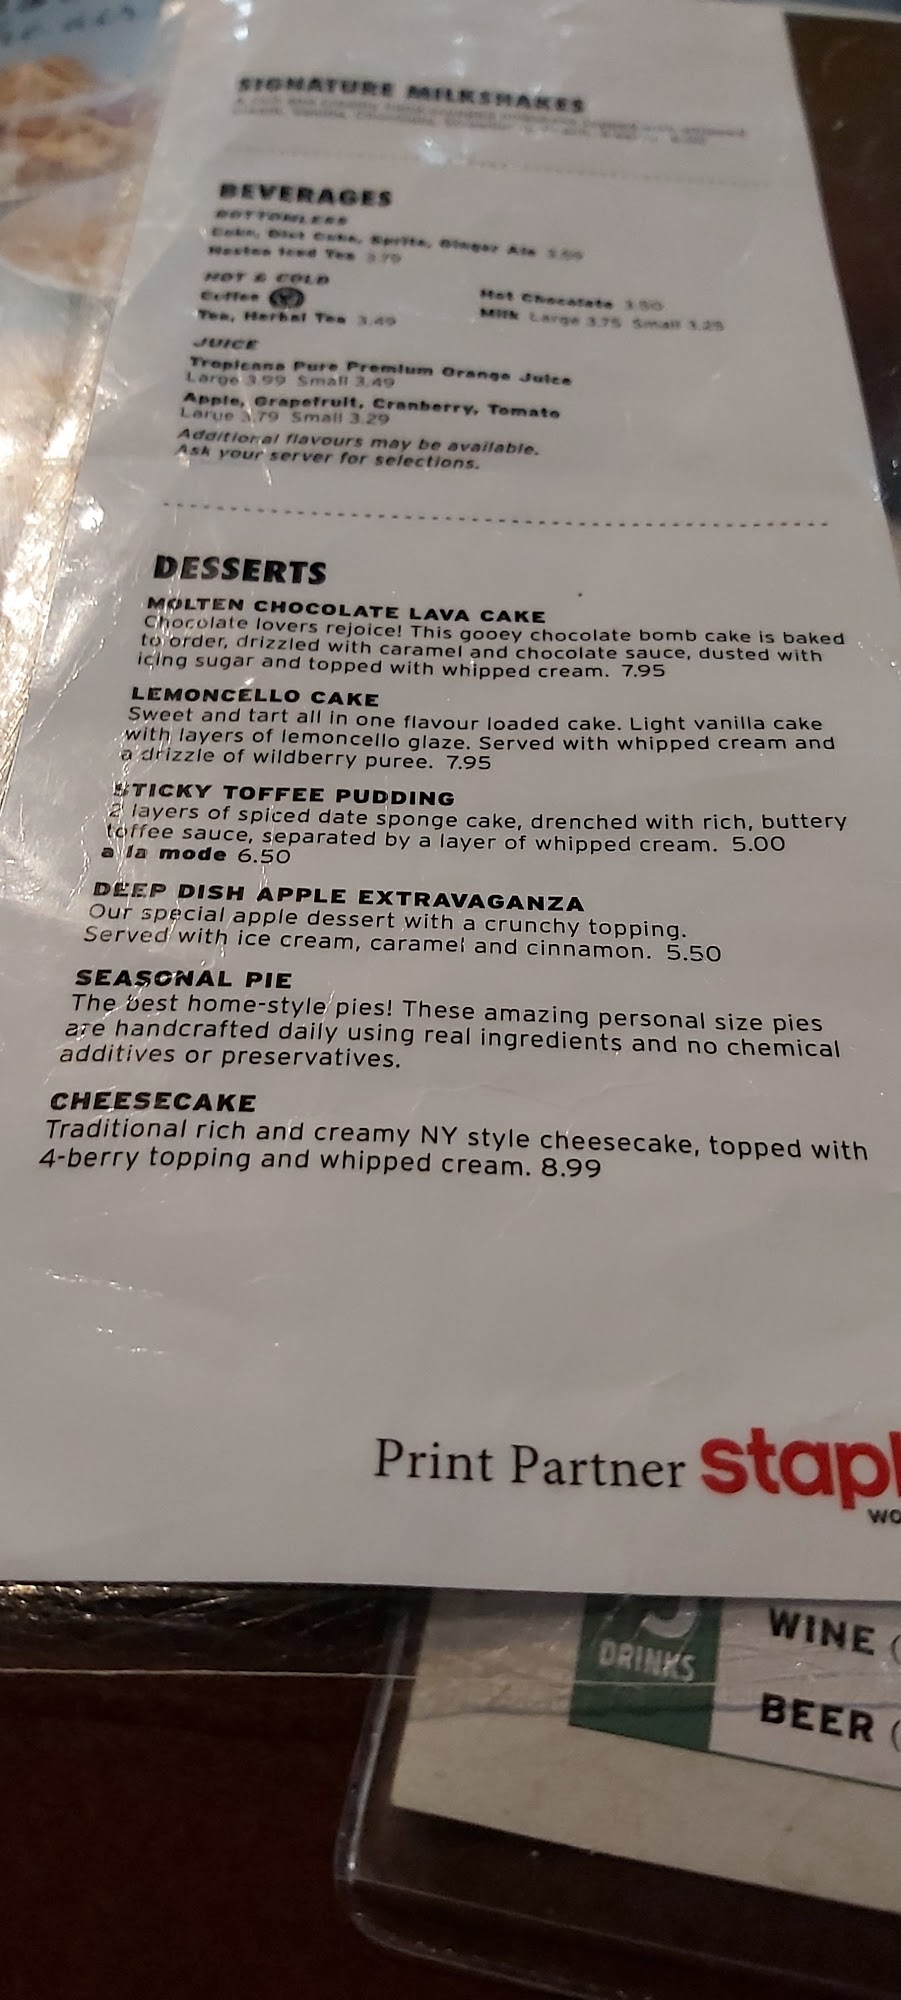 SIGNATURE MILKSHAKES
BEVERAGES
BOTTOMLESS
Coke, Diet Coke, Sprite, Ginger Ale
Nestea Iced Tea 3.79
HOT & COLD
Coffee
Tea, Herbal Tea 3.49
Hot Chocolate 3.50
Milk Large 3.75 Small 3.25
JUICE
Tropicana Pure Premium Orange Juice
Large 3.99 Small 3.49
Apple, Grapefruit, Cranberry, Tomato
Large 3.79 Small 3.29
Additional flavours may be available.
Ask your server for selections.
DESSERTS
MOLTEN CHOCOLATE LAVA CAKE
Chocolate lovers rejoice! This gooey chocolate bomb cake is baked
to order, drizzled with caramel and chocolate sauce, dusted with
icing sugar and topped with whipped cream. 7.95
LEMONCELLO CAKE
Sweet and tart all in one flavour loaded cake. Light vanilla cake
with layers of lemoncello glaze. Served with whipped cream and
a drizzle of wildberry puree. 7.95
STICKY TOFFEE PUDDING
2 layers of spiced date sponge cake, drenched with rich, buttery
toffee sauce, separated by a layer of whipped cream. 5.00
a la mode 6.50
DEEP DISH APPLE EXTRAVAGANZA
Our special apple dessert with a crunchy topping.
Served with ice cream, caramel and cinnamon. 5.50
SEASONAL PIE
The best home-style pies! These amazing personal size pies
are handcrafted daily using real ingredients and no chemical
additives or preservatives.
CHEESECAKE
Traditional rich and creamy NY style cheesecake, topped with
4-berry topping and whipped cream. 8.99
Print Partner stapl
WO
DRINKS
WINE (
BEER (